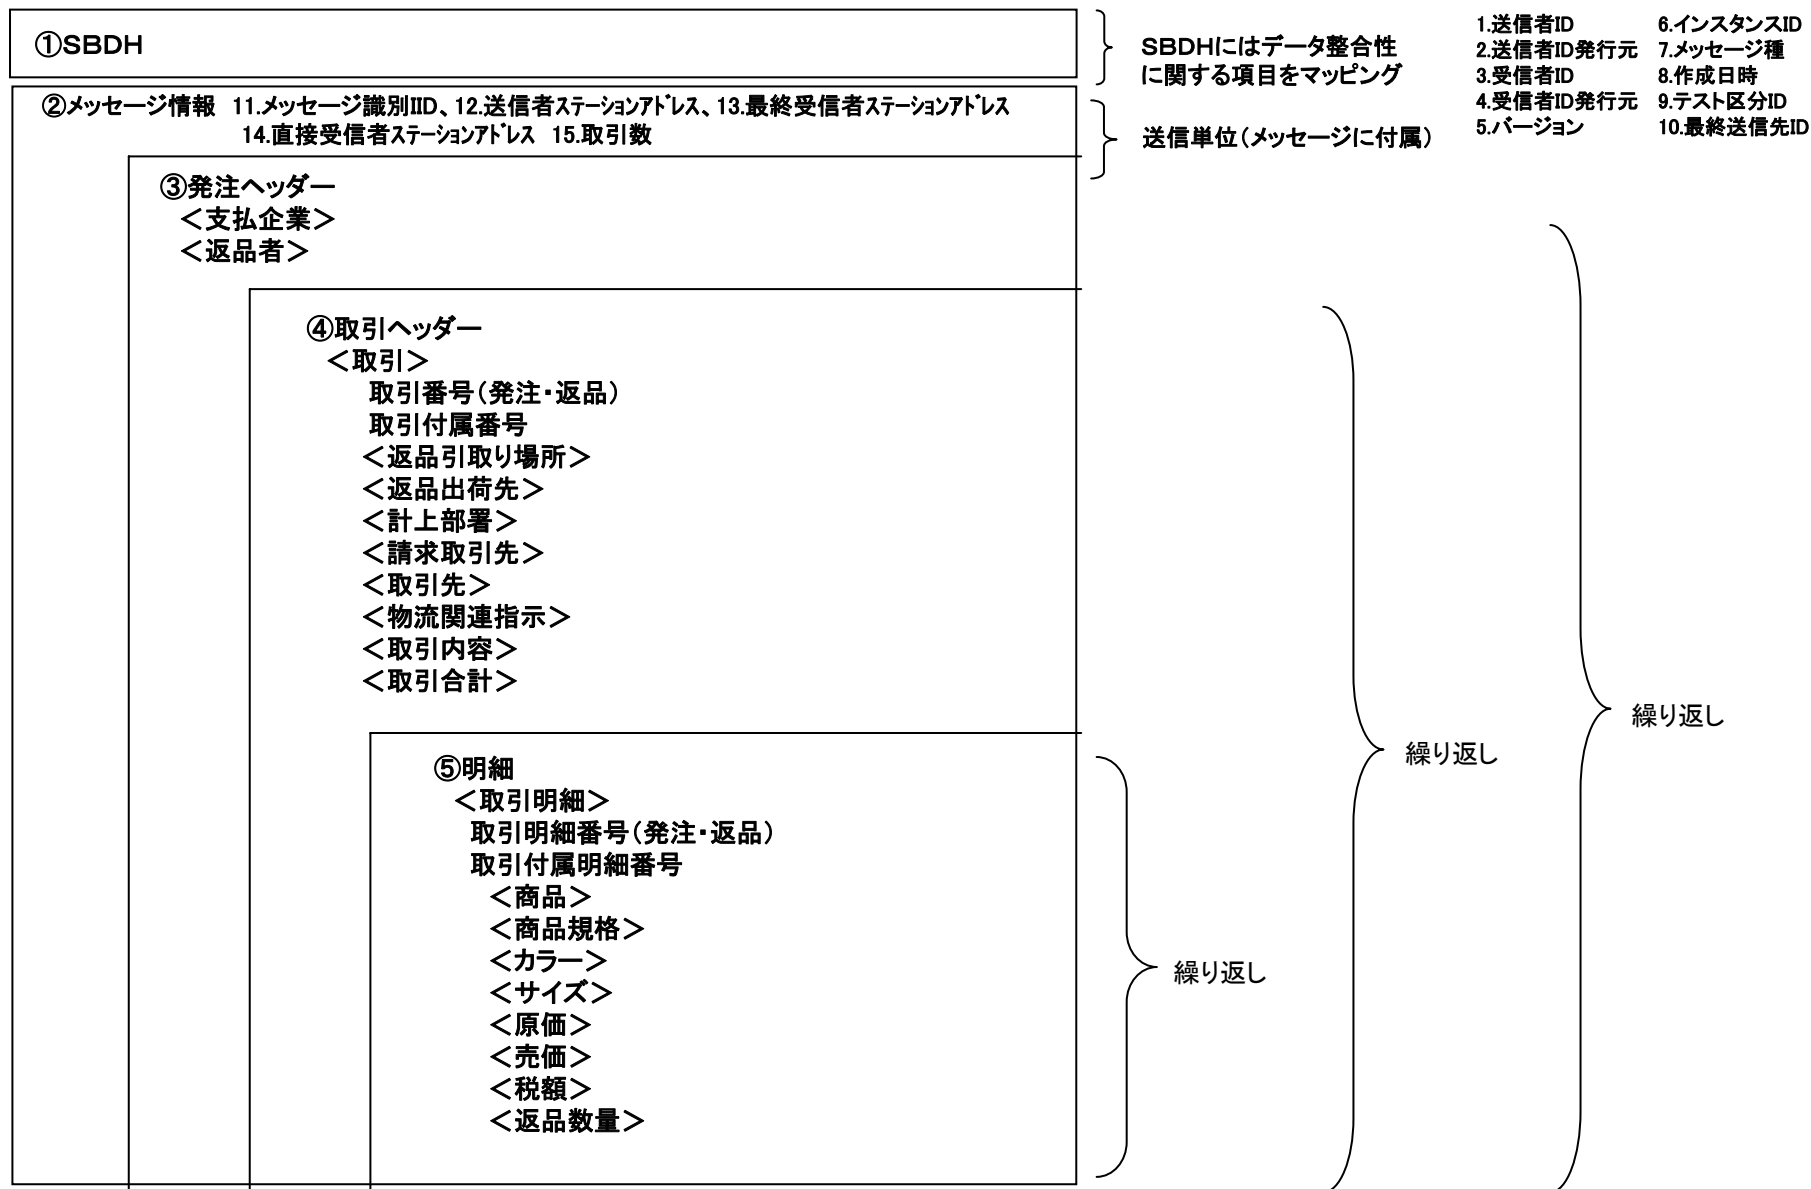 ①ＳＢＤＨ
ＳＢＤＨにはデータ整合性
に関する項目をマッピング
1.送信者ID
2.送信者ID発行元
3.受信者ID
4.受信者ID発行元
5.バージョン
6.インスタンスID
7.メッセージ種
8.作成日時
9.テスト区分ID
10.最終送信先ID
②メッセージ情報 11.メッセージ識別IID、12.送信者ステーションアドレス、13.最終受信者ステーションアドレス
14.直接受信者ステーションアドレス 15.取引数
送信単位（メッセージに付属）
③発注ヘッダー
＜支払企業＞
＜返品者＞
④取引ヘッダー
＜取引＞
取引番号（発注・返品）
取引付属番号
＜返品引取り場所＞
＜返品出荷先＞
＜計上部署＞
＜請求取引先＞
＜取引先＞
＜物流関連指示＞
＜取引内容＞
＜取引合計＞
⑤明細
＜取引明細＞
取引明細番号（発注・返品）
取引付属明細番号
＜商品＞
＜商品規格＞
＜カラー＞
＜サイズ＞
＜原価＞
＜売価＞
＜税額＞
＜返品数量＞
繰り返し
繰り返し
繰り返し